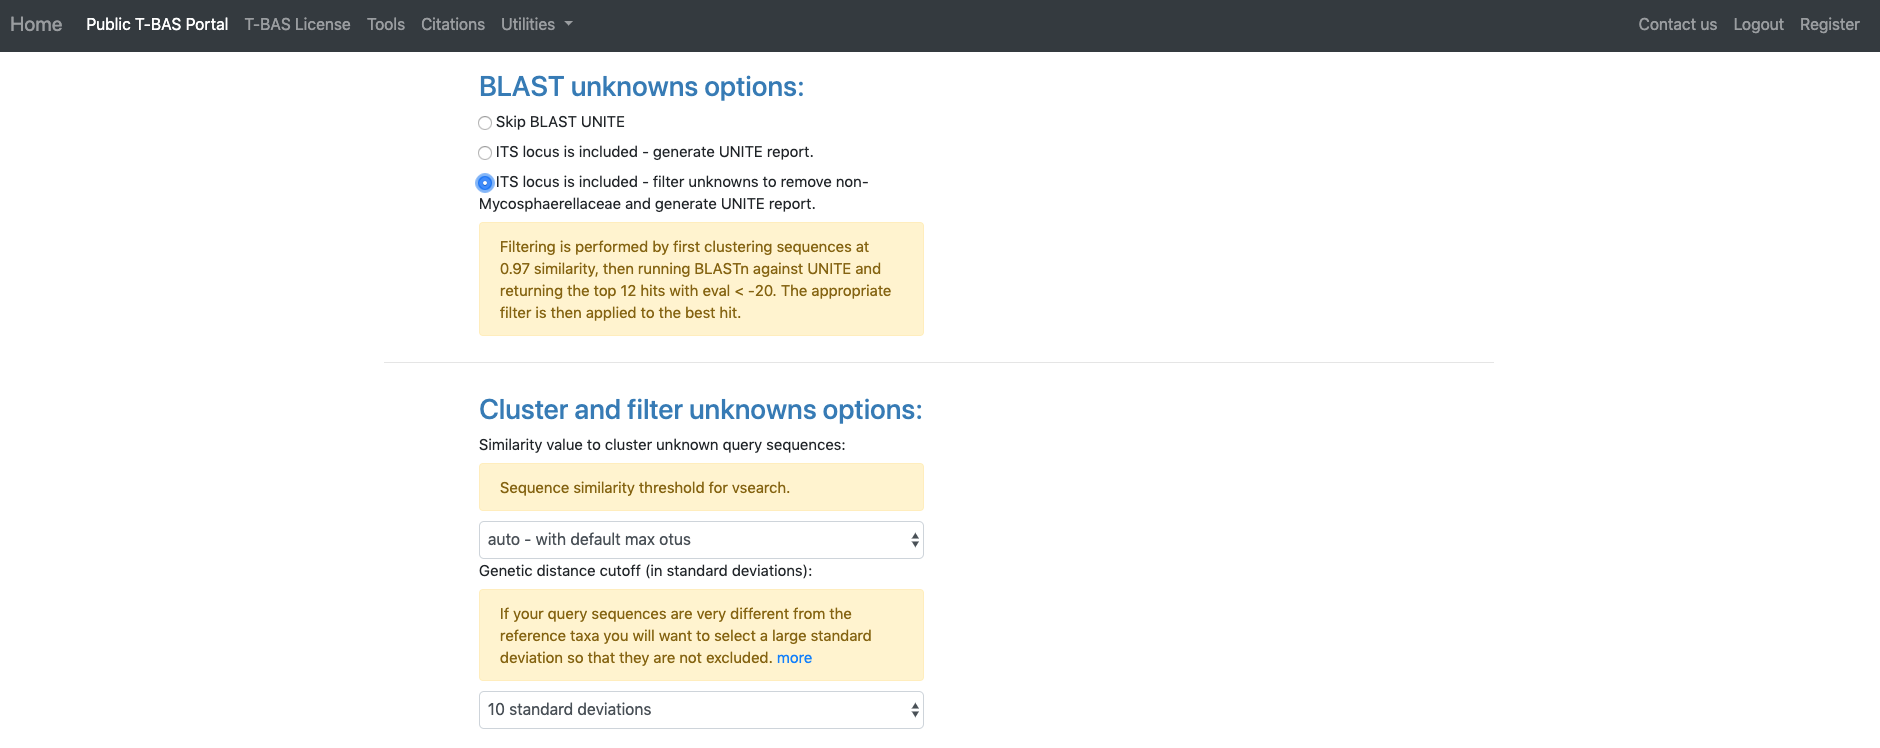 Home Public T-BAS Portal T-BAS License Tools Citations Utilities Contact us Logout Register
BLAST unknowns options:
Skip BLAST UNITE
ITS locus is included - generate UNITE report.
ITS locus is included - filter unknowns to remove non-
Mycosphaerellaceae and generate UNITE report.
Filtering is performed by first clustering sequences at
0.97 similarity, then running BLASTn against UNITE and
returning the top 12 hits with eval < -20. The appropriate
filter is then applied to the best hit.
Cluster and filter unknowns options:
Similarity value to cluster unknown query sequences:
Sequence similarity threshold for vsearch.
auto - with default max otus
Genetic distance cutoff (in standard deviations):
If your query sequences are very different from the
reference taxa you will want to select a large standard
deviation so that they are not excluded. more
10 standard deviations